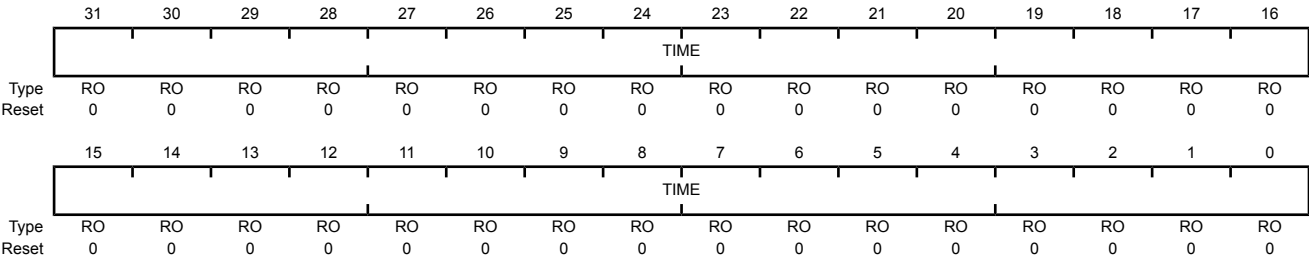 31 30 29 28 27 26 25 24 23 22 21 20 19 18 17 16
TIME
Type RO RO RO RO RO RO RO RO RO RO RO RO RO RO RO RO
Reset 0 0 0 0 0 0 0 0 0 0 0 0 0 0 0 0
15 14 13 12 11 10 9 8 7 6 5 4 3 2 1 0
TIME
Type RO RO RO RO RO RO RO RO RO RO RO RO RO RO RO RO
Reset 0 0 0 0 0 0 0 0 0 0 0 0 0 0 0 0